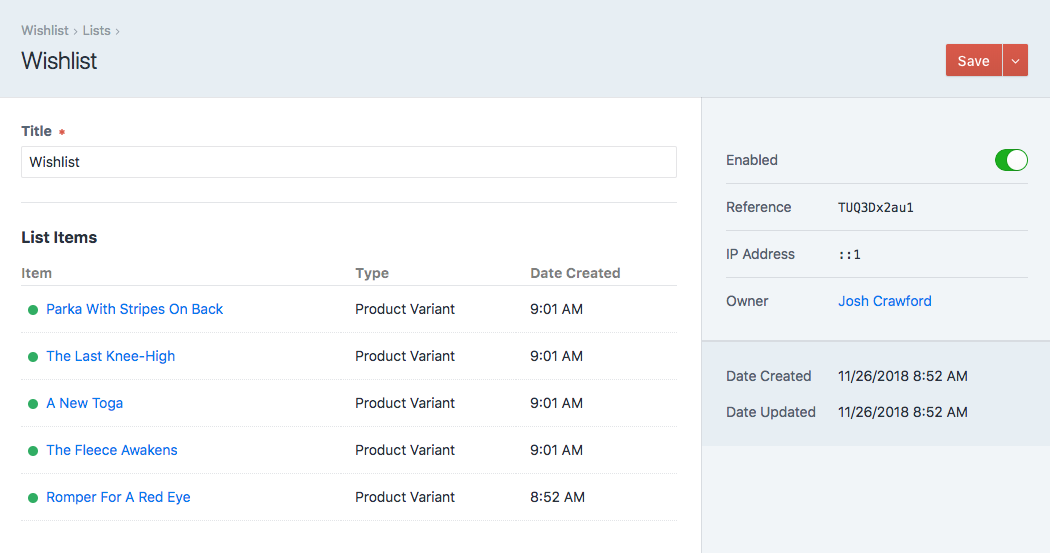 Wishlist › Lists ›
Wishlist
Save
Title *
Wishlist
List Items
Item Type Date Created
Parka With Stripes On Back Product Variant 9:01 AM
The Last Knee-High Product Variant 9:01 AM
A New Toga Product Variant 9:01 AM
The Fleece Awakens Product Variant 9:01 AM
Romper For A Red Eye Product Variant 8:52 AM
Enabled
Reference TUQ3Dx2au1
IP Address ::1
Owner Josh Crawford
Date Created 11/26/2018 8:52 AM
Date Updated 11/26/2018 8:52 AM